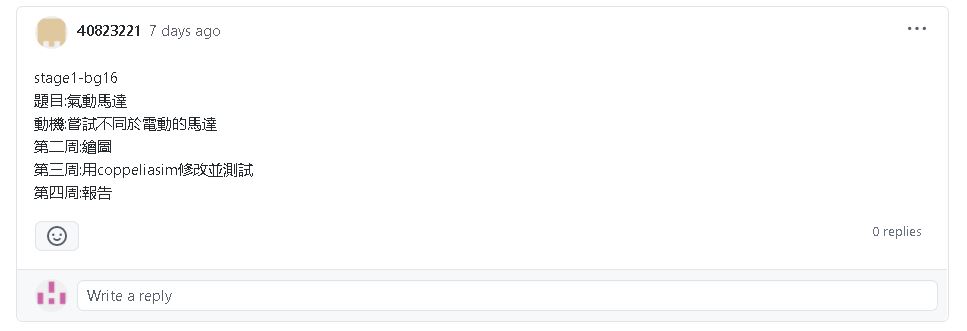 40823221 7 days ago
stage1-bg16
題目:氣動馬達
動機:嘗試不同於電動的馬達
第二周:繪圖
第三周:用coppeliasim修改並測試
第四周:報告
0 replies
Write a reply